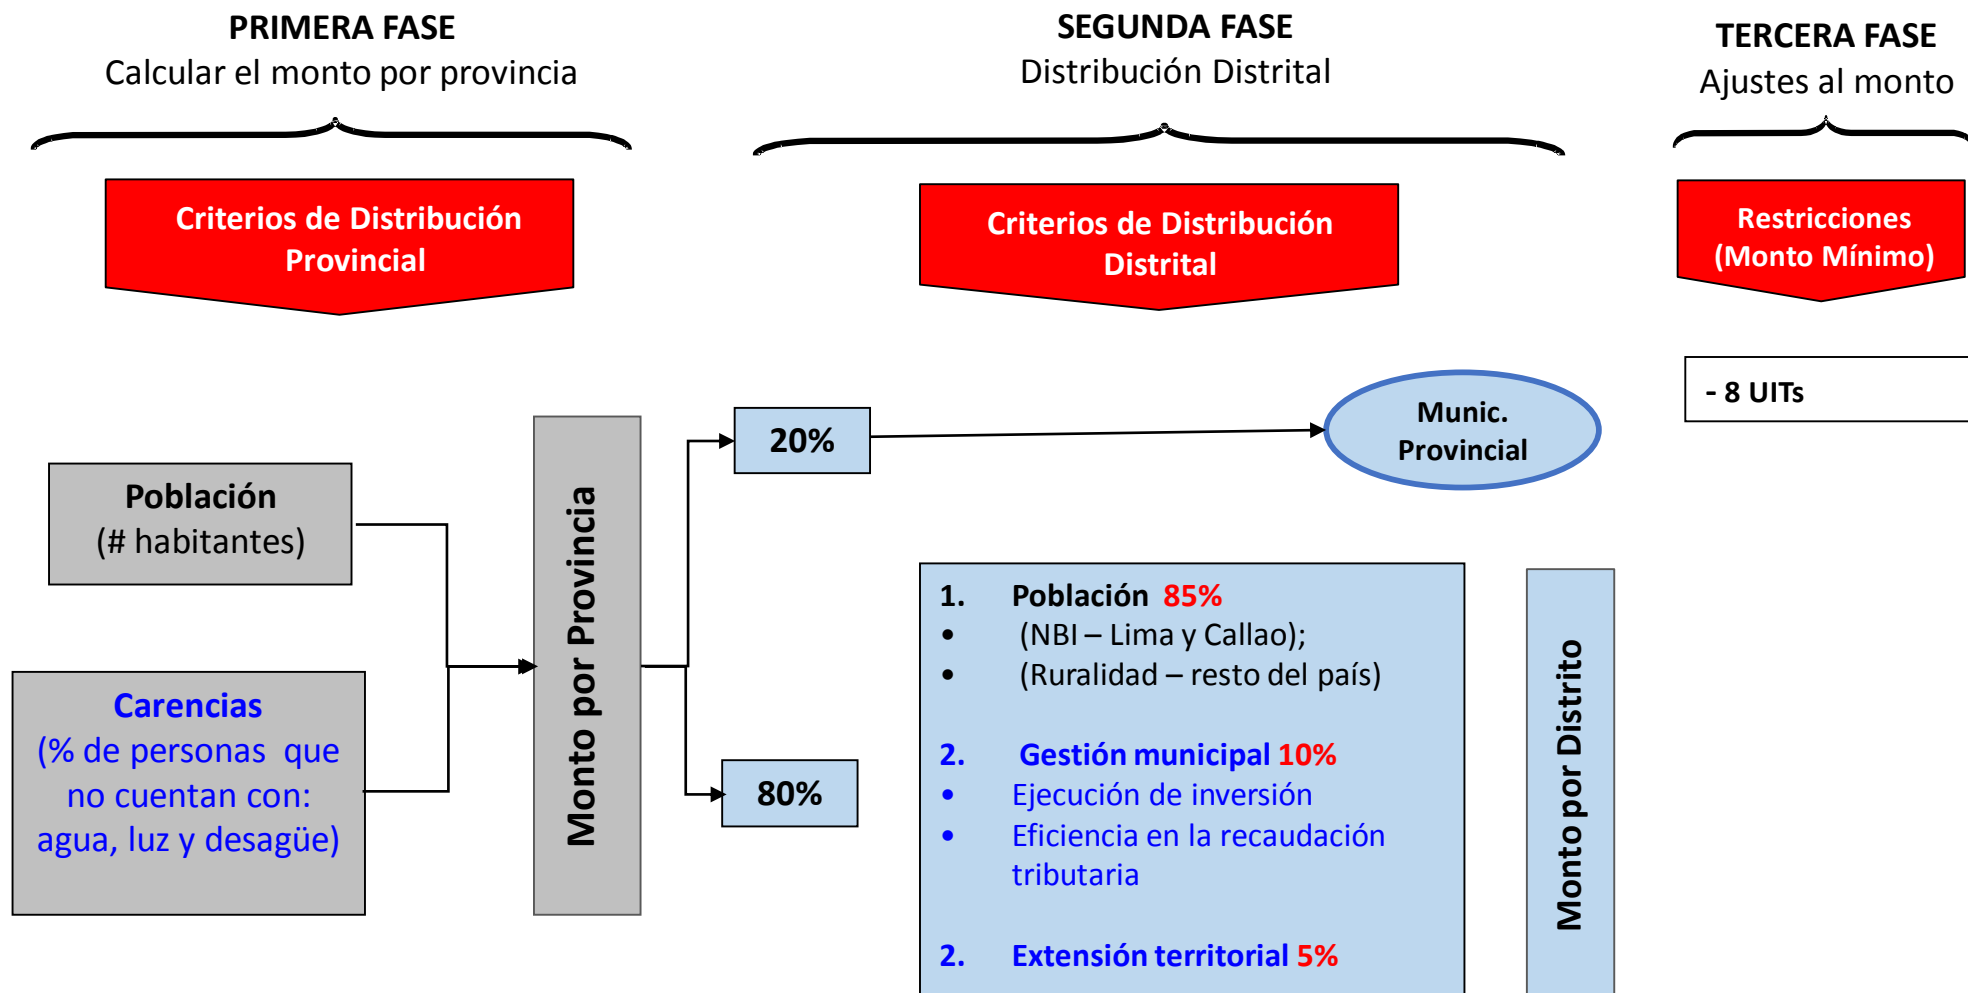 PRIMERA FASE
Calcular el monto por provincia
SEGUNDA FASE
Distribución Distrital
TERCERA FASE
Ajustes al monto
Criterios de Distribución
Provincial
Criterios de Distribución
Distrital
Restricciones
(Monto Mínimo)
Población
(# habitantes)
Carencias
(% de personas que
no cuentan con:
agua, luz y desagüe)
Monto por Provincia
20%
80%
Munic.
Provincial
1. Población 85%
• (NBI – Lima y Callao);
• (Ruralidad – resto del país)
2. Gestión municipal 10%
• Ejecución de inversión
• Eficiencia en la recaudación
tributaria
2. Extensión territorial 5%
Monto por Distrito
- 8 UITs